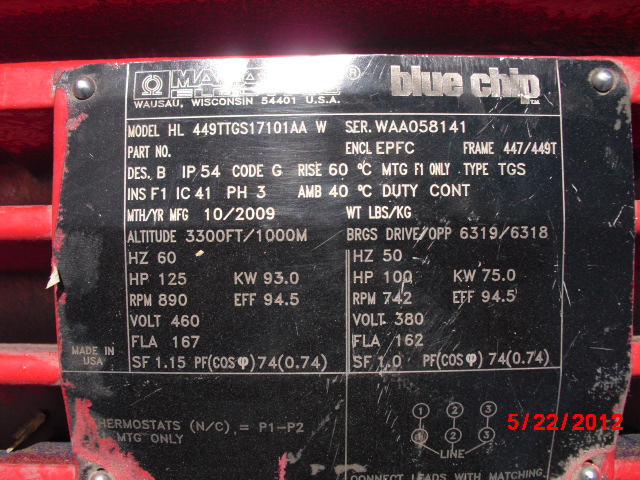 blue chip TM
WAUSAU, WISCONSIN 54401 U.S.A.
MODEL HL 449TTGS17101AA W SER. WAA058141
PART NO. ENCL EPFC FRAME 447/449T
DES. B IP 54 CODE G RISE 60 °C MTG F1 ONLY TYPE TGS
INS F1 IC 41 PH 3 AMB 40 °C DUTY CONT
MTH/YR MFG 10/2009 WT LBS/KG
ALTITUDE 3300FT/1000M BRGS DRIVE/OPP 6319/6318
HZ 60
HP 125 KW 93.0
RPM 890 EFF 94.5
VOLT 460
FLA 167
SF 1.15 PF(COS φ) 74(0.74)
HZ 50
HP 100 KW 75.0
RPM 742 EFF 94.5
VOLT 380
FLA 162
SF 1.0 PF(COS φ) 74(0.74)
MADE IN
USA
THERMOSTATS (N/C) = P1-P2
MTG ONLY
1 2 3
2 3
LINE
CONNECT LEADS WITH MATCHING
5/22/2012